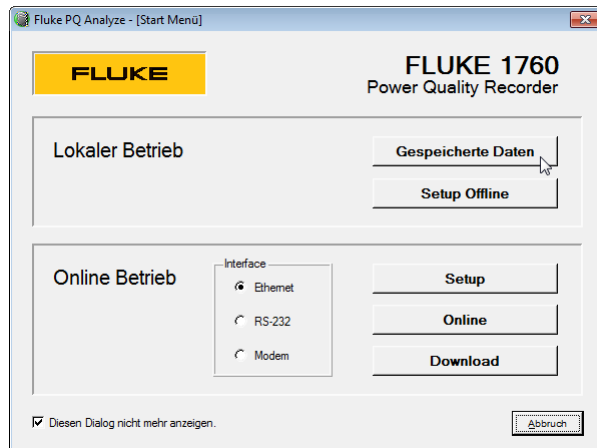 Fluke PQ Analyze - [Start Menü]
FLUKE
FLUKE 1760
Power Quality Recorder
Lokaler Betrieb
Gespeicherte Daten
Setup Offline
Online Betrieb
Interface
Ethernet
RS-232
Modem
Setup
Online
Download
Diesen Dialog nicht mehr anzeigen.
Abbruch